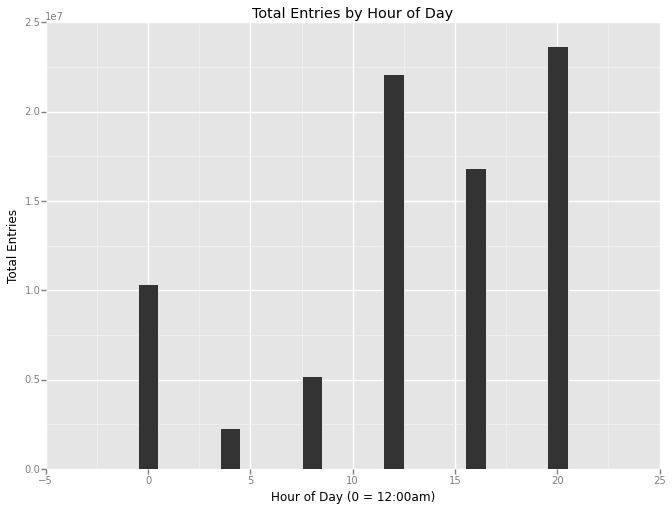 Total Entries by Hour of Day
1e7
2.5
2.0
1.5
1.0
0.5
0.0
Total Entries
−5 0 5 10 15 20 25
Hour of Day (0 = 12:00am)